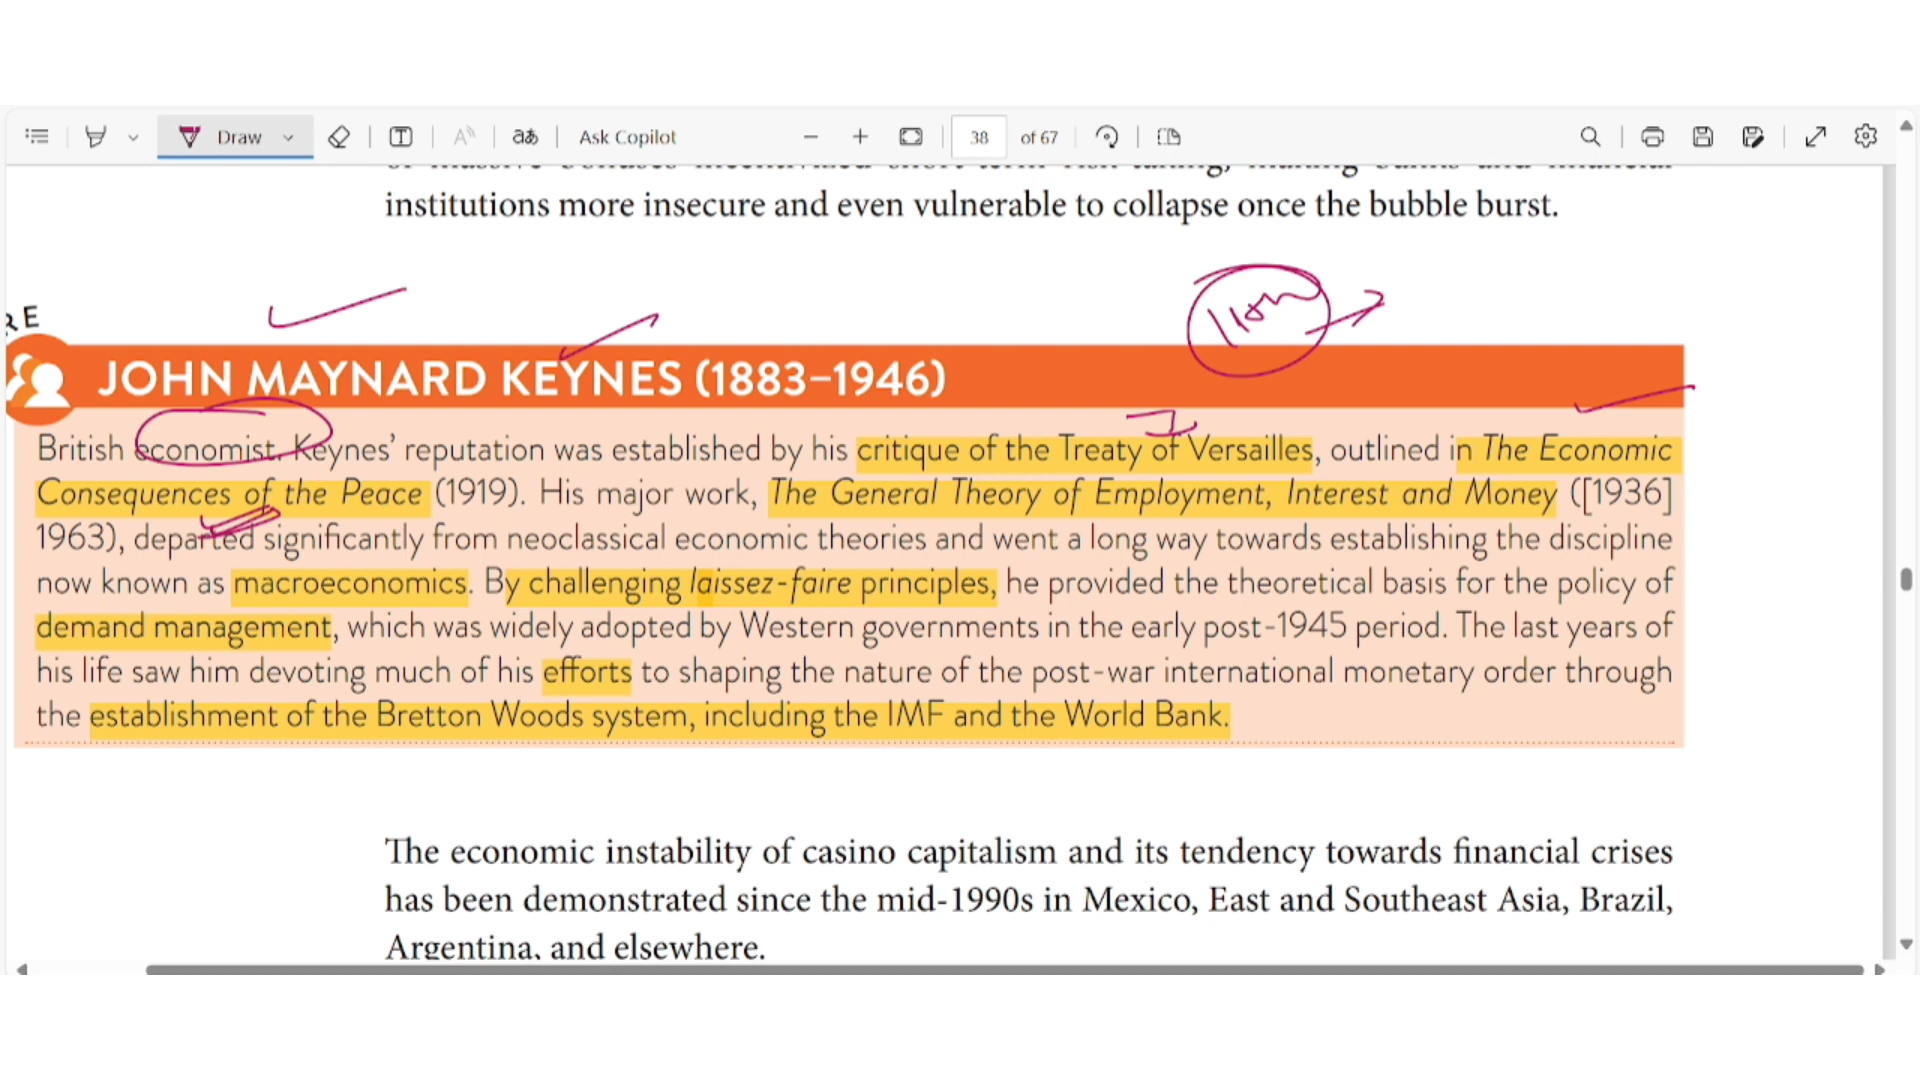 Draw
Ask Copilot
38 of 67
institutions more insecure and even vulnerable to collapse once the bubble burst.
RE
JOHN MAYNARD KEYNES (1883–1946)
British economist. Keynes’ reputation was established by his critique of the Treaty of Versailles, outlined in The Economic
Consequences of the Peace (1919). His major work, The General Theory of Employment, Interest and Money ([1936]
1963), departed significantly from neoclassical economic theories and went a long way towards establishing the discipline
now known as macroeconomics. By challenging laissez-faire principles, he provided the theoretical basis for the policy of
demand management, which was widely adopted by Western governments in the early post-1945 period. The last years of
his life saw him devoting much of his efforts to shaping the nature of the post-war international monetary order through
the establishment of the Bretton Woods system, including the IMF and the World Bank.
The economic instability of casino capitalism and its tendency towards financial crises
has been demonstrated since the mid-1990s in Mexico, East and Southeast Asia, Brazil,
Argentina, and elsewhere.